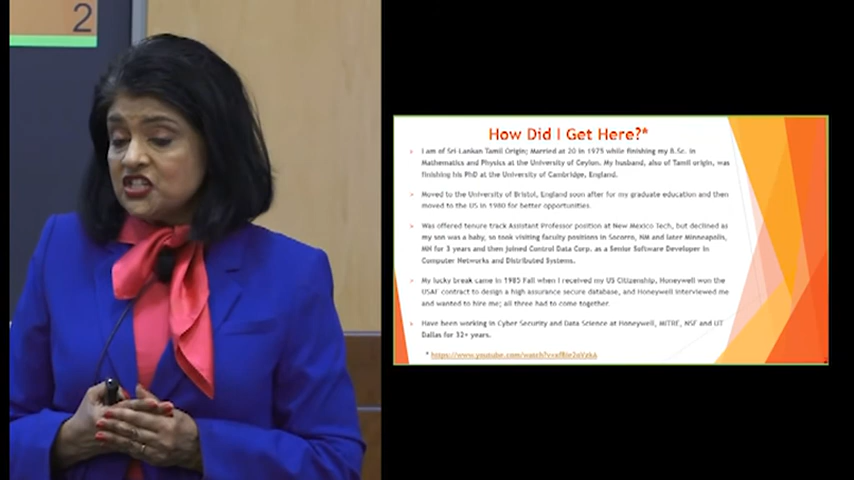 2
How Did I Get Here?*
I am of Sri Lankan Tamil Origin; Married at 20 in 1975 while finishing my B.Sc. in
Mathematics and Physics at the University of Ceylon. My husband, also of Tamil origin, was
finishing his PhD at the University of Cambridge, England.
Moved to the University of Bristol, England soon after for my graduate education and then
moved to the US in 1980 for better opportunities.
Was offered tenure track Assistant Professor position at New Mexico Tech, but declined as
my son was a baby, so took visiting faculty positions in Socorro, NM and later Minneapolis,
MN for 3 years and then joined Control Data Corp. as a Senior Software Developer in
Computer Networks and Distributed Systems.
My lucky break came in 1985 Fall when I received my US Citizenship, Honeywell won the
USAF contract to design a high assurance secure database, and Honeywell interviewed me
and wanted to hire me; all three had to come together.
Have been working in Cyber Security and Data Science at Honeywell, MITRE, NSF and UT
Dallas for 32+ years.
*